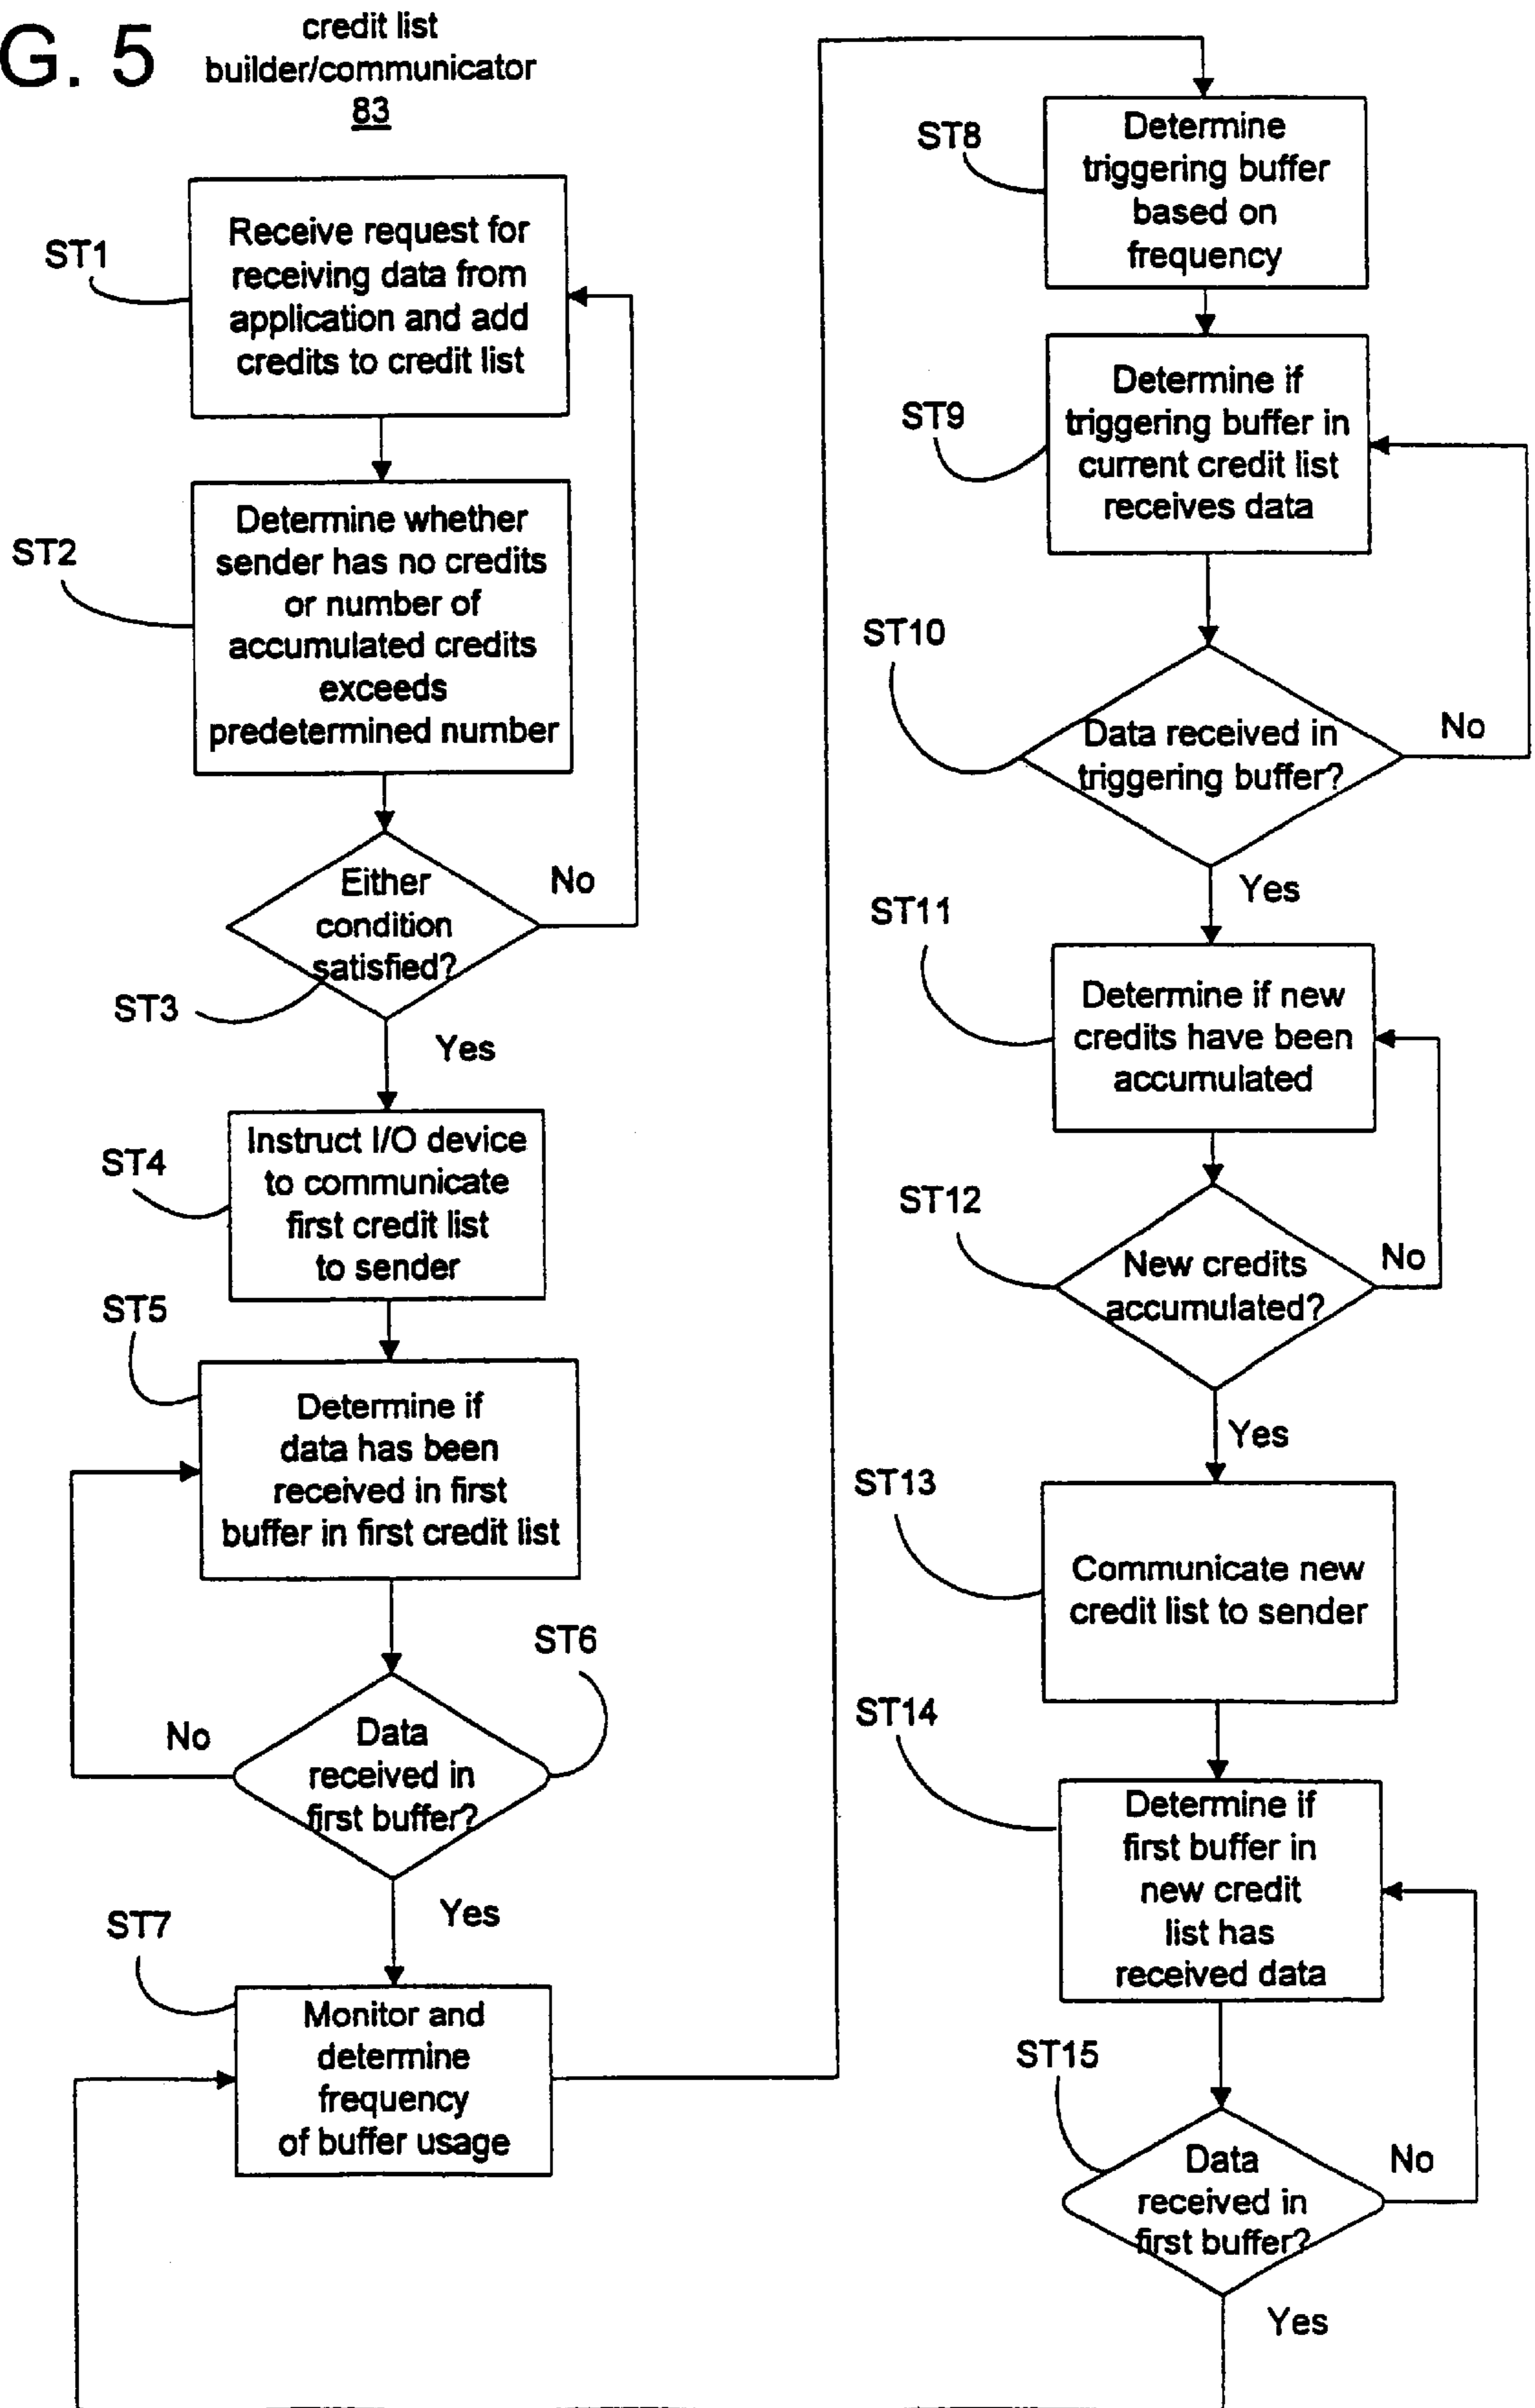 G. 5
credit list
builder/communicator
83
ST1
Receive request for
receiving data from
application and add
credits to credit list
ST2
Determine whether
sender has no credits
or number of
accumulated credits
exceeds
predetermined number
Either
condition
satisfied?
No
ST3
Yes
ST4
Instruct I/O device
to communicate
first credit list
to sender
ST5
Determine if
data has been
received in first
buffer in first credit list
ST6
No
Data
received in
first buffer?
Yes
ST7
Monitor and
determine
frequency
of buffer usage
ST8
Determine
triggering buffer
based on
frequency
ST9
Determine if
triggering buffer in
current credit list
receives data
ST10
Data received in
triggering buffer?
No
Yes
ST11
Determine if new
credits have been
accumulated
ST12
New credits
accumulated?
No
Yes
ST13
Communicate new
credit list to sender
ST14
Determine if
first buffer in
new credit
list has
received data
ST15
Data
received in
first buffer?
No
Yes